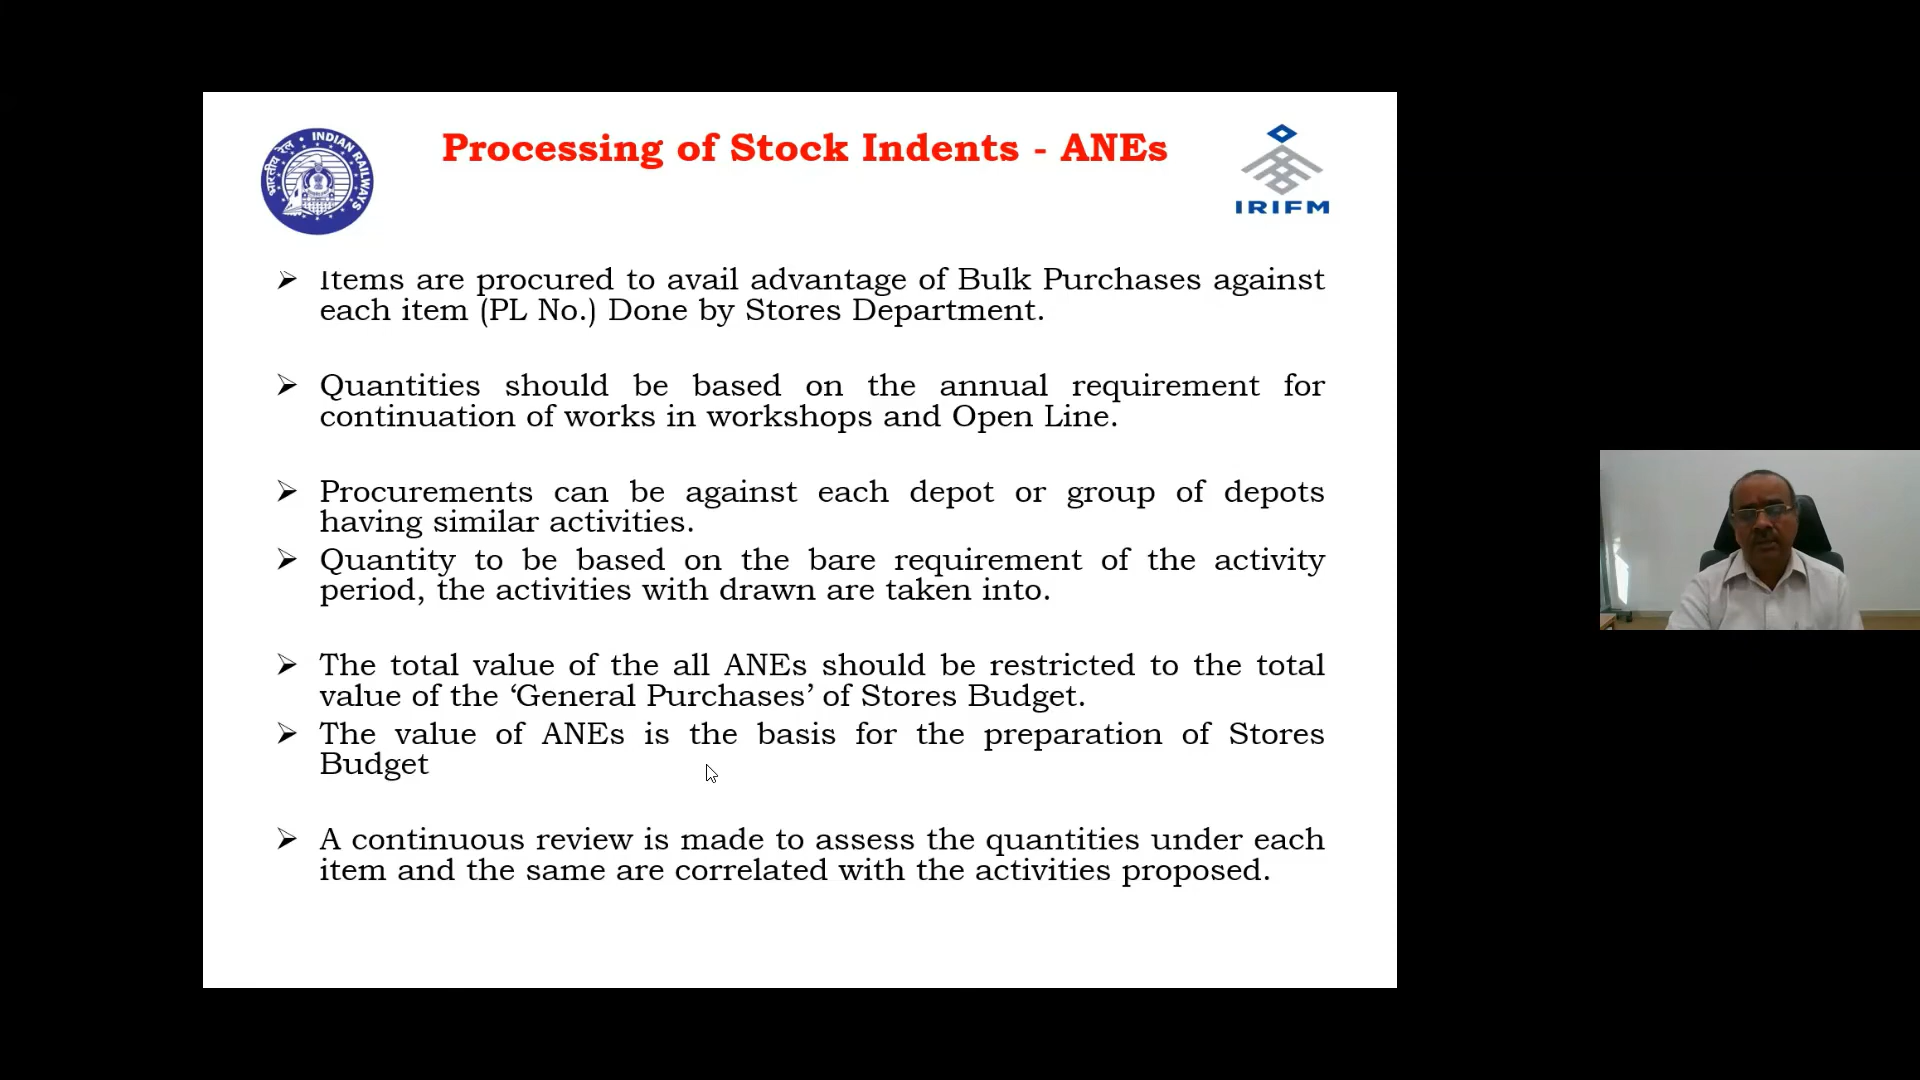 भारतीय रेल • INDIAN RAILWAYS
Processing of Stock Indents - ANEs
IRIFM
➢ Items are procured to avail advantage of Bulk Purchases against
each item (PL No.) Done by Stores Department.
➢ Quantities should be based on the annual requirement for
continuation of works in workshops and Open Line.
➢ Procurements can be against each depot or group of depots
having similar activities.
➢ Quantity to be based on the bare requirement of the activity
period, the activities with drawn are taken into.
➢ The total value of the all ANEs should be restricted to the total
value of the ‘General Purchases’ of Stores Budget.
➢ The value of ANEs is the basis for the preparation of Stores
Budget
➢ A continuous review is made to assess the quantities under each
item and the same are correlated with the activities proposed.